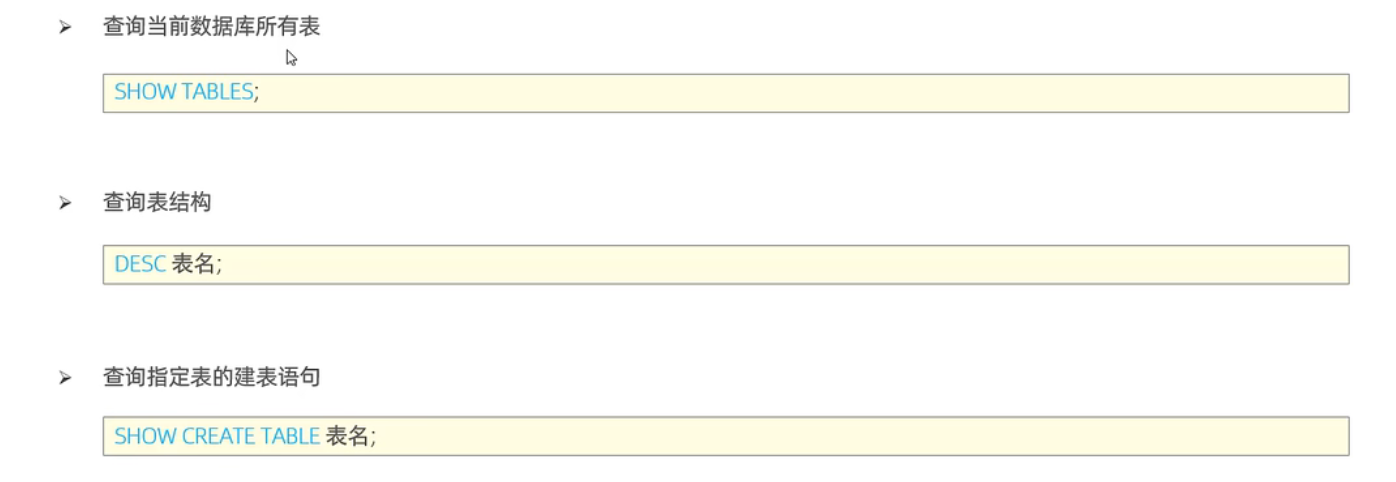 查询当前数据库所有表
SHOW TABLES;
查询表结构
DESC 表名;
查询指定表的建表语句
SHOW CREATE TABLE 表名;